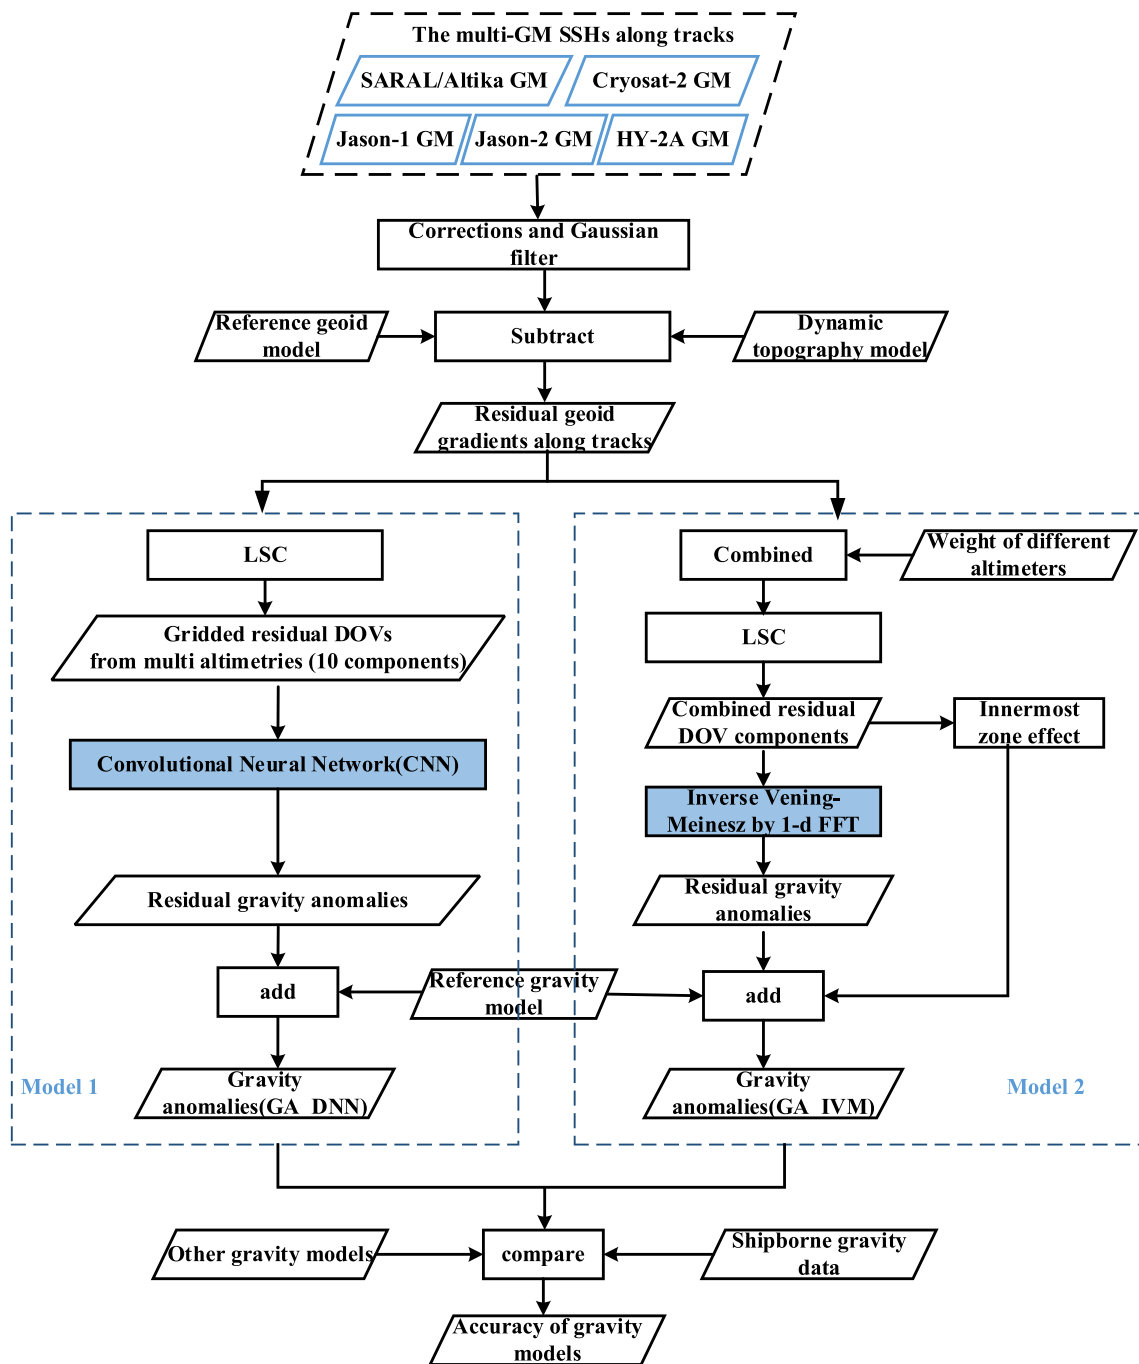 The multi-GM SSHs along tracks
SARAL/Altika GM
Cryosat-2 GM
Jason-1 GM
Jason-2 GM
HY-2A GM
Corrections and Gaussian
filter
Reference geoid
model
Subtract
Dynamic
topography model
Residual geoid
gradients along tracks
LSC
Gridded residual DOVs
from multi altimetries (10 components)
Convolutional Neural Network(CNN)
Residual gravity anomalies
add
Gravity
anomalies(GA_DNN)
Model 1
Reference gravity
model
Combined
Weight of different
altimeters
LSC
Combined residual
DOV components
Innermost
zone effect
Inverse Vening-
Meinesz by 1-d FFT
Residual gravity
anomalies
add
Gravity
anomalies(GA_IVM)
Model 2
Other gravity models
compare
Shipborne gravity
data
Accuracy of gravity
models